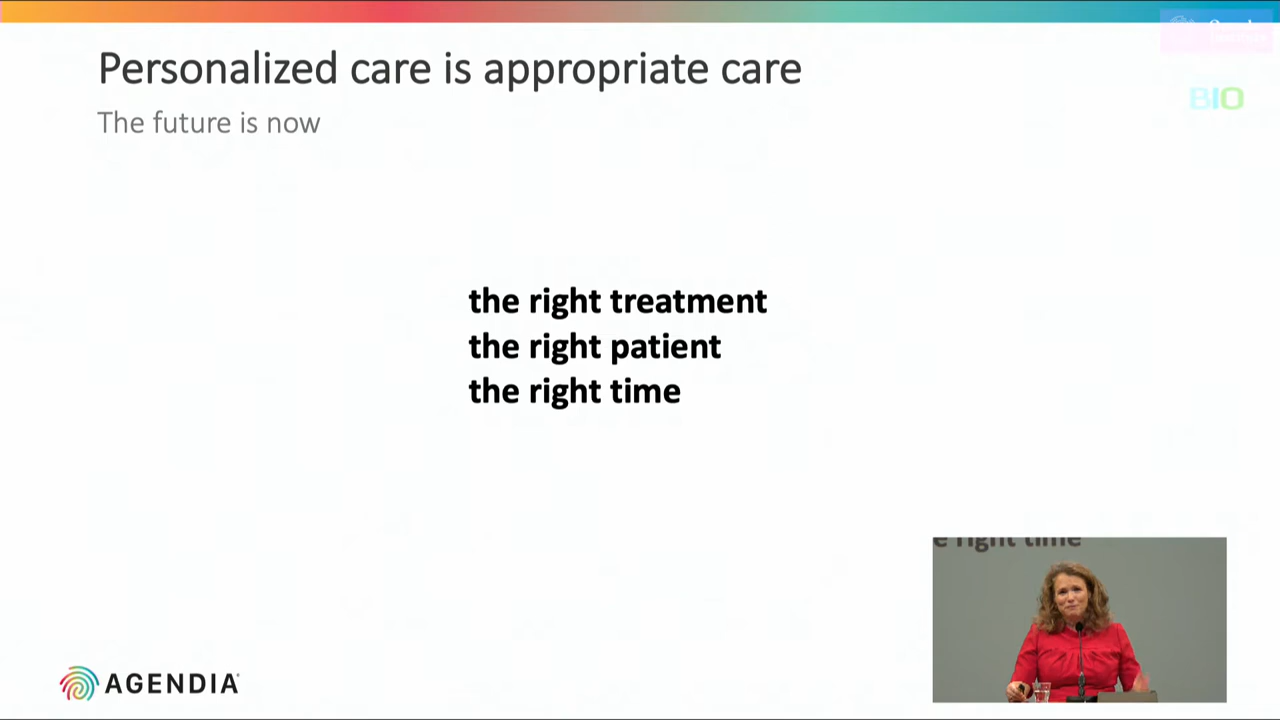 Personalized care is appropriate care
The future is now
BIO
the right treatment
the right patient
the right time
e right time
AGENDIA